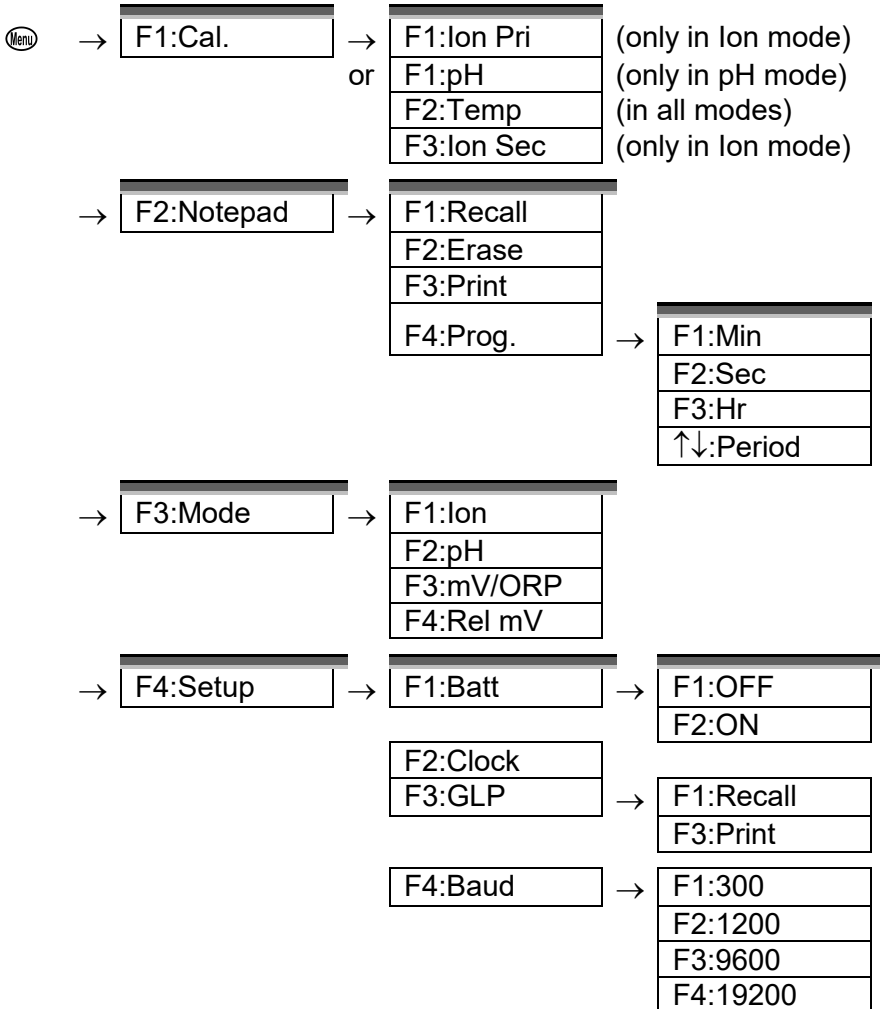 Menu → F1:Cal. → F1:Ion Pri (only in Ion mode)
or F1:pH (only in pH mode)
F2:Temp (in all modes)
F3:Ion Sec (only in Ion mode)
→ F2:Notepad → F1:Recall
F2:Erase
F3:Print
F4:Prog. → F1:Min
F2:Sec
F3:Hr
↑↓:Period
→ F3:Mode → F1:Ion
F2:pH
F3:mV/ORP
F4:Rel mV
→ F4:Setup → F1:Batt → F1:OFF
F2:ON
F2:Clock
F3:GLP → F1:Recall
F3:Print
F4:Baud → F1:300
F2:1200
F3:9600
F4:19200